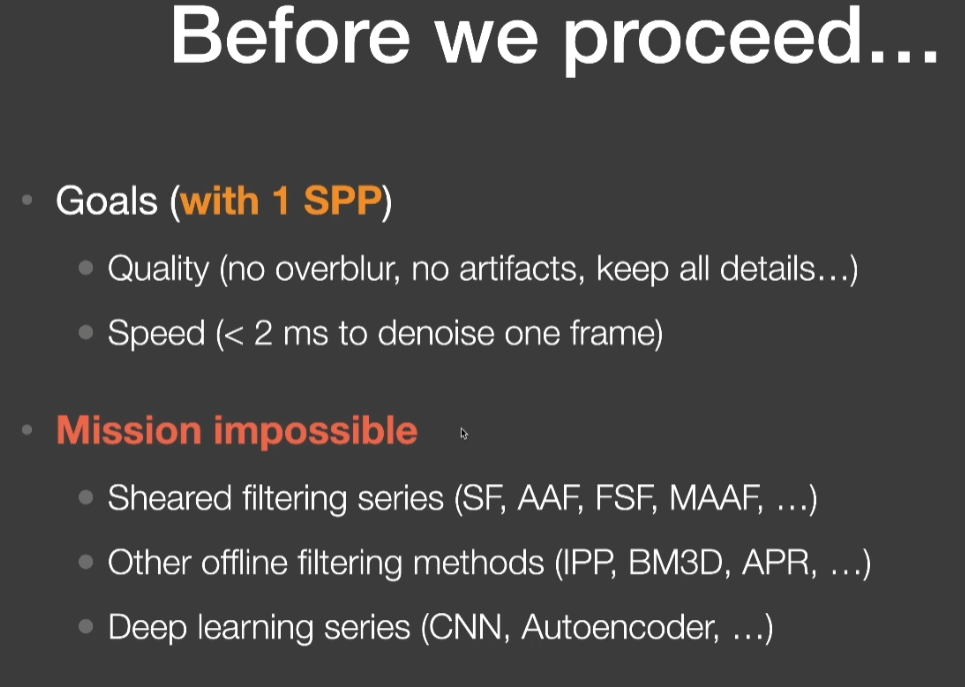 Before we proceed…
Goals (with 1 SPP)
Quality (no overblur, no artifacts, keep all details…)
Speed (< 2 ms to denoise one frame)
Mission impossible
Sheared filtering series (SF, AAF, FSF, MAAF, …)
Other offline filtering methods (IPP, BM3D, APR, …)
Deep learning series (CNN, Autoencoder, …)